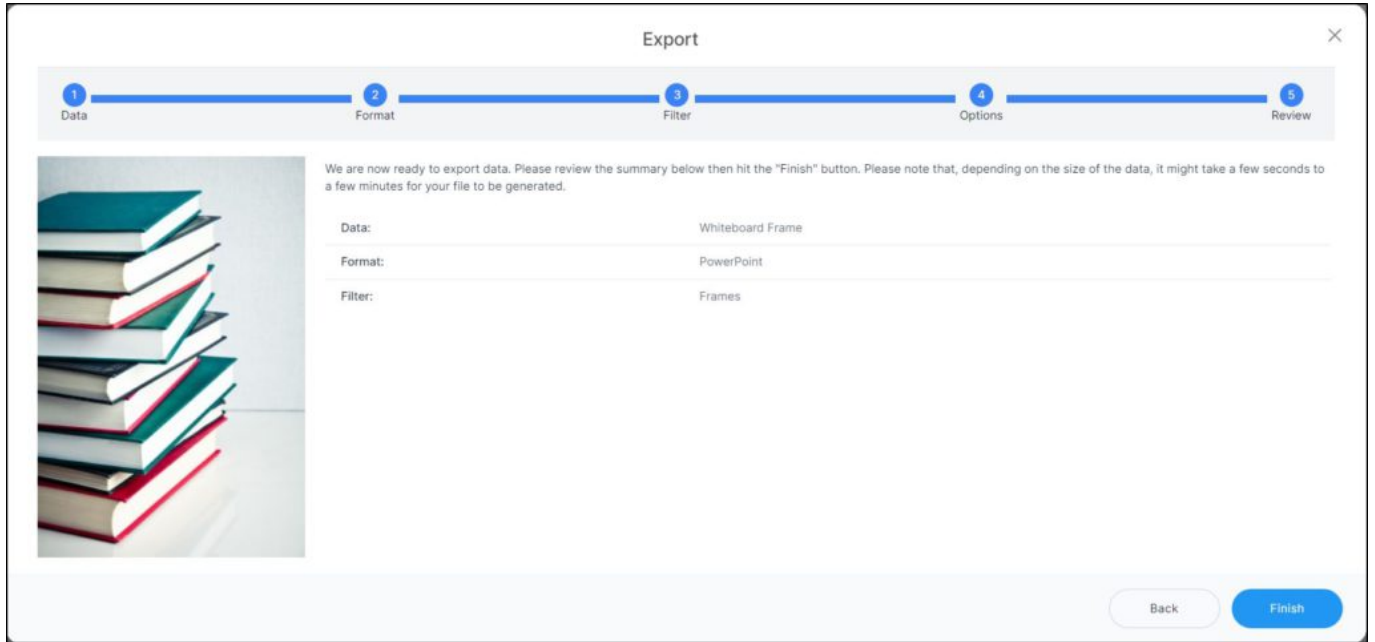 Export
1
2
3
4
5
Data
Format
Filter
Options
Review
We are now ready to export data. Please review the summary below then hit the "Finish" button. Please note that, depending on the size of the data, it might take a few seconds to
a few minutes for your file to be generated.
Data: Whiteboard Frame
Format: PowerPoint
Filter: Frames
Back
Finish